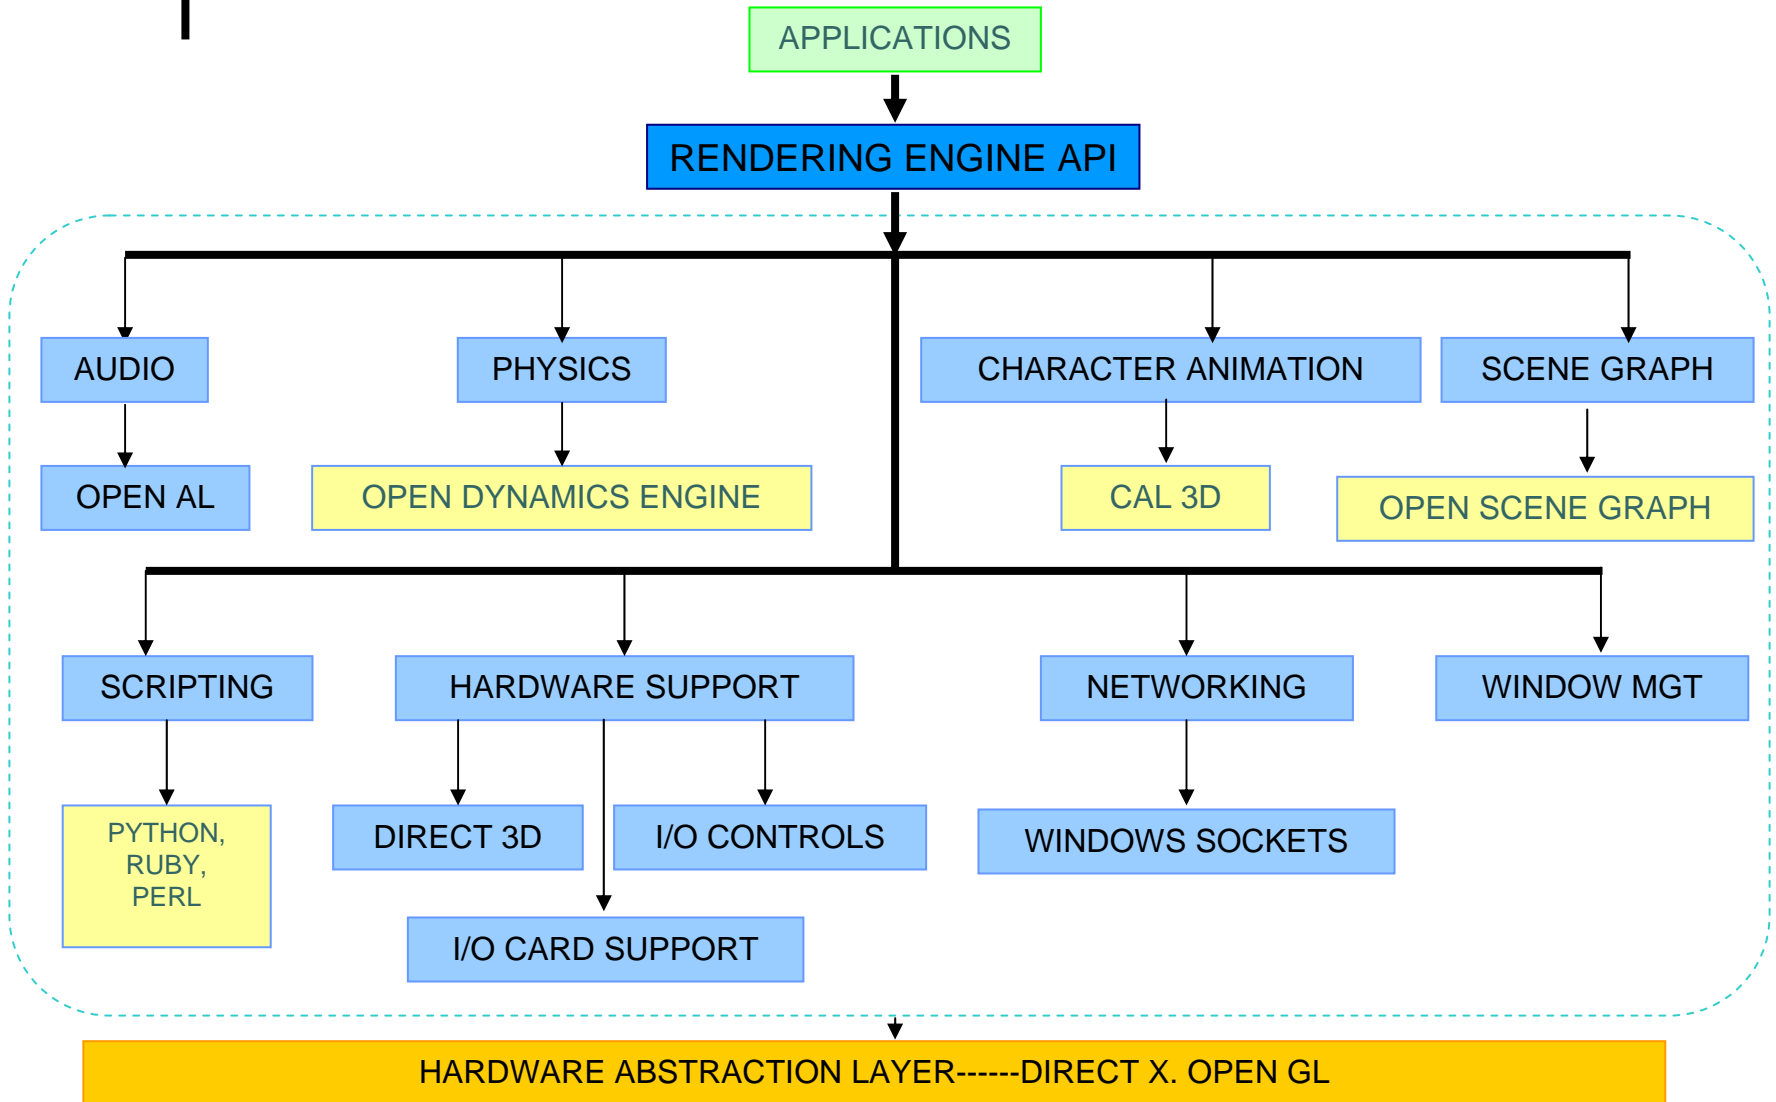 APPLICATIONS
RENDERING ENGINE API
AUDIO
PHYSICS
CHARACTER ANIMATION
SCENE GRAPH
OPEN AL
OPEN DYNAMICS ENGINE
CAL 3D
OPEN SCENE GRAPH
SCRIPTING
HARDWARE SUPPORT
NETWORKING
WINDOW MGT
PYTHON,
RUBY,
PERL
DIRECT 3D
I/O CONTROLS
WINDOWS SOCKETS
I/O CARD SUPPORT
HARDWARE ABSTRACTION LAYER------DIRECT X. OPEN GL